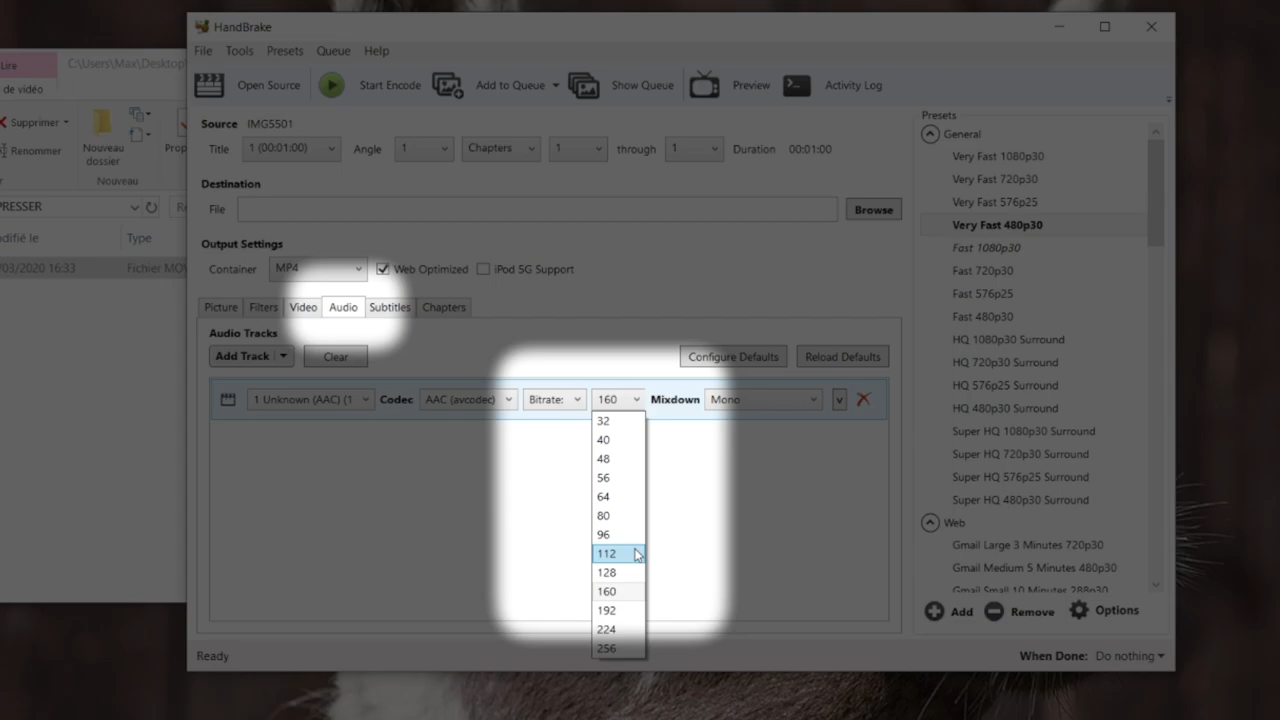 Lire
C:\Users\Max\Desktop
de vidéo
Supprimer
Renommer
Nouveau
dossier
Prop
Nouveau
PRESSER
Re
odifié le
Type
/03/2020 16:33
Fichier MOV
HandBrake
File Tools Presets Queue Help
Open Source Start Encode Add to Queue Show Queue Preview Activity Log
Source IMG5501
Title 1 (00:01:00) Angle 1 Chapters 1 through 1 Duration 00:01:00
Destination
File Browse
Output Settings
Container MP4 Web Optimized iPod 5G Support
Picture Filters Video Audio Subtitles Chapters
Audio Tracks
Add Track Clear Configure Defaults Reload Defaults
1 Unknown (AAC) (1 Codec AAC (avcodec) Bitrate: 160 Mixdown Mono v
32
40
48
56
64
80
96
112
128
160
192
224
256
Presets
General
Very Fast 1080p30
Very Fast 720p30
Very Fast 576p25
Very Fast 480p30
Fast 1080p30
Fast 720p30
Fast 576p25
Fast 480p30
HQ 1080p30 Surround
HQ 720p30 Surround
HQ 576p25 Surround
HQ 480p30 Surround
Super HQ 1080p30 Surround
Super HQ 720p30 Surround
Super HQ 576p25 Surround
Super HQ 480p30 Surround
Web
Gmail Large 3 Minutes 720p30
Gmail Medium 5 Minutes 480p30
Gmail Small 10 Minutes 288p30
Add Remove Options
Ready When Done: Do nothing